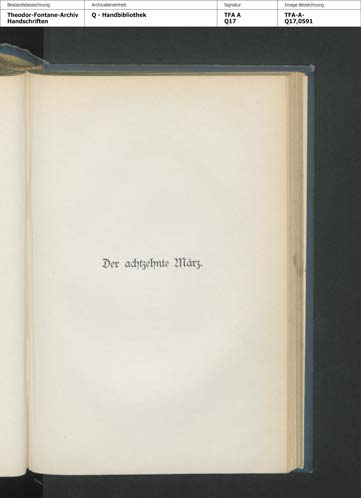 Bestandsbezeichnung
Archivalieneinheit
Signatur
Image-Bezeichnung
Theodor-Fontane-Archiv
Handschriften
Q - Handbibliothek
TFA A
Q17
TFA-A-
Q17,0591
Der achtzehnte März.